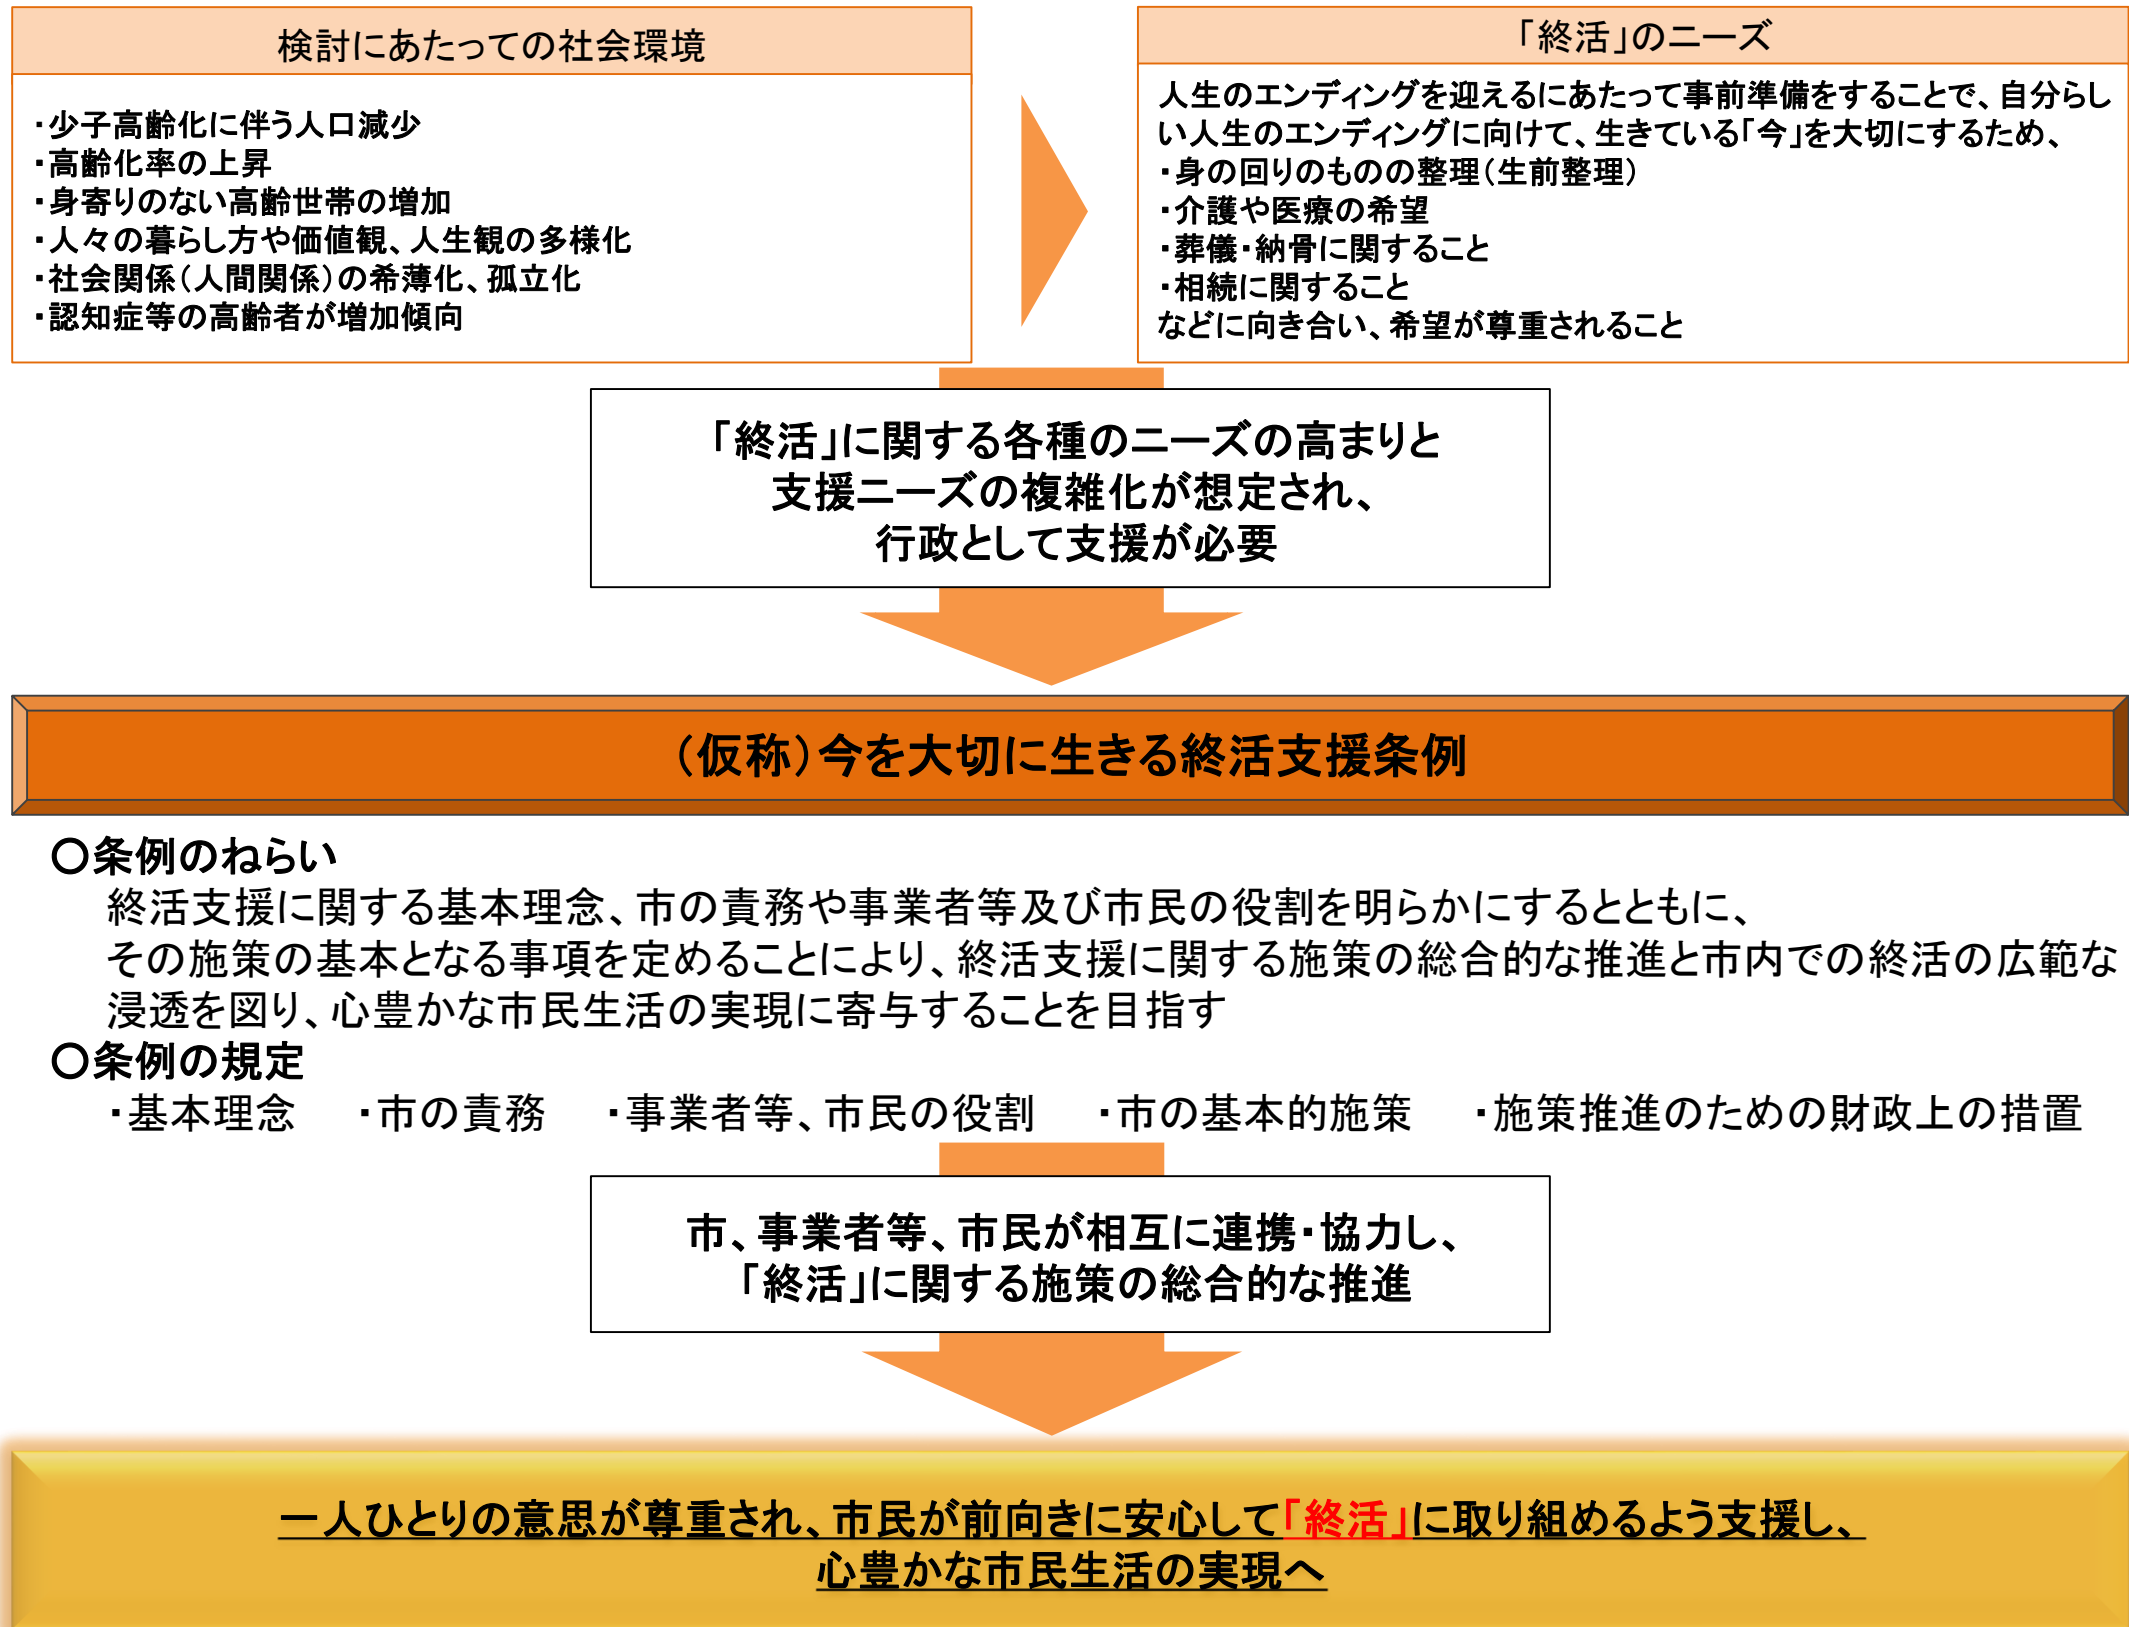 検討にあたっての社会環境
・少子高齢化に伴う人口減少
・高齢化率の上昇
・身寄りのない高齢世帯の増加
・人々の暮らし方や価値観、人生観の多様化
・社会関係（人間関係）の希薄化、孤立化
・認知症等の高齢者が増加傾向
「終活」のニーズ
人生のエンディングを迎えるにあたって事前準備をすることで、自分らし
い人生のエンディングに向けて、生きている「今」を大切にするため、
・身の回りのものの整理（生前整理）
・介護や医療の希望
・葬儀・納骨に関すること
・相続に関すること
などに向き合い、希望が尊重されること
「終活」に関する各種のニーズの高まりと
支援ニーズの複雑化が想定され、
行政として支援が必要
（仮称）今を大切に生きる終活支援条例
〇条例のねらい
終活支援に関する基本理念、市の責務や事業者等及び市民の役割を明らかにするとともに、
その施策の基本となる事項を定めることにより、終活支援に関する施策の総合的な推進と市内での終活の広範な
浸透を図り、心豊かな市民生活の実現に寄与することを目指す
〇条例の規定
・基本理念　・市の責務　・事業者等、市民の役割　・市の基本的施策　・施策推進のための財政上の措置
市、事業者等、市民が相互に連携・協力し、
「終活」に関する施策の総合的な推進
一人ひとりの意思が尊重され、市民が前向きに安心して「終活」に取り組めるよう支援し、
心豊かな市民生活の実現へ